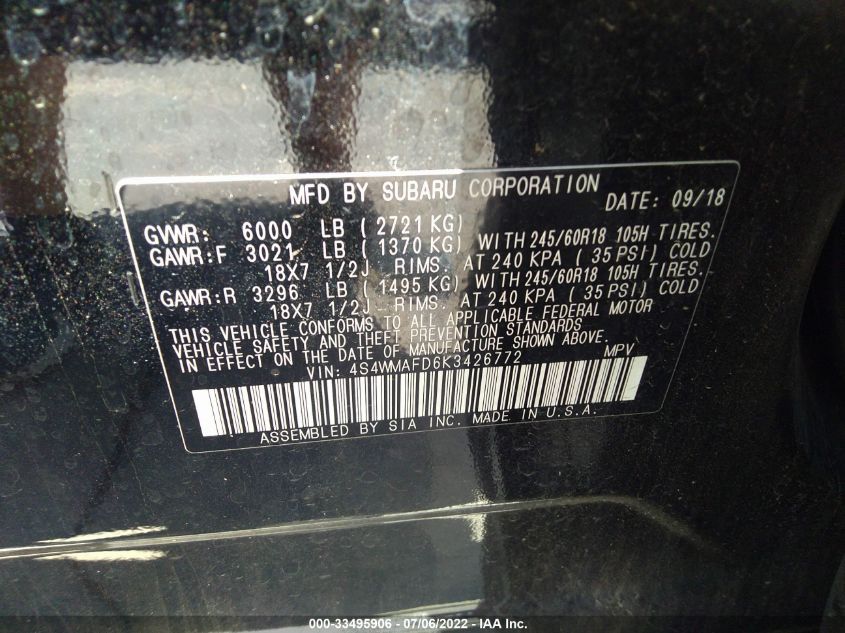 MFD BY SUBARU CORPORATION DATE: 09/18
GVWR: 6000 LB ( 2721 KG)
GAWR:F 3021 LB ( 1370 KG) WITH 245/60R18 105H TIRES.
18X7 1/2J RIMS. AT 240 KPA ( 35 PSI) COLD
GAWR:R 3296 LB ( 1495 KG) WITH 245/60R18 105H TIRES.
18X7 1/2J RIMS. AT 240 KPA ( 35 PSI) COLD
THIS VEHICLE CONFORMS TO ALL APPLICABLE FEDERAL MOTOR
VEHICLE SAFETY AND THEFT PREVENTION STANDARDS
IN EFFECT ON THE DATE OF MANUFACTURE SHOWN ABOVE.
VIN: 4S4WMAFD6K3426772 MPV
ASSEMBLED BY SIA INC. MADE IN U.S.A.
000-33495906 - 07/06/2022 - IAA Inc.